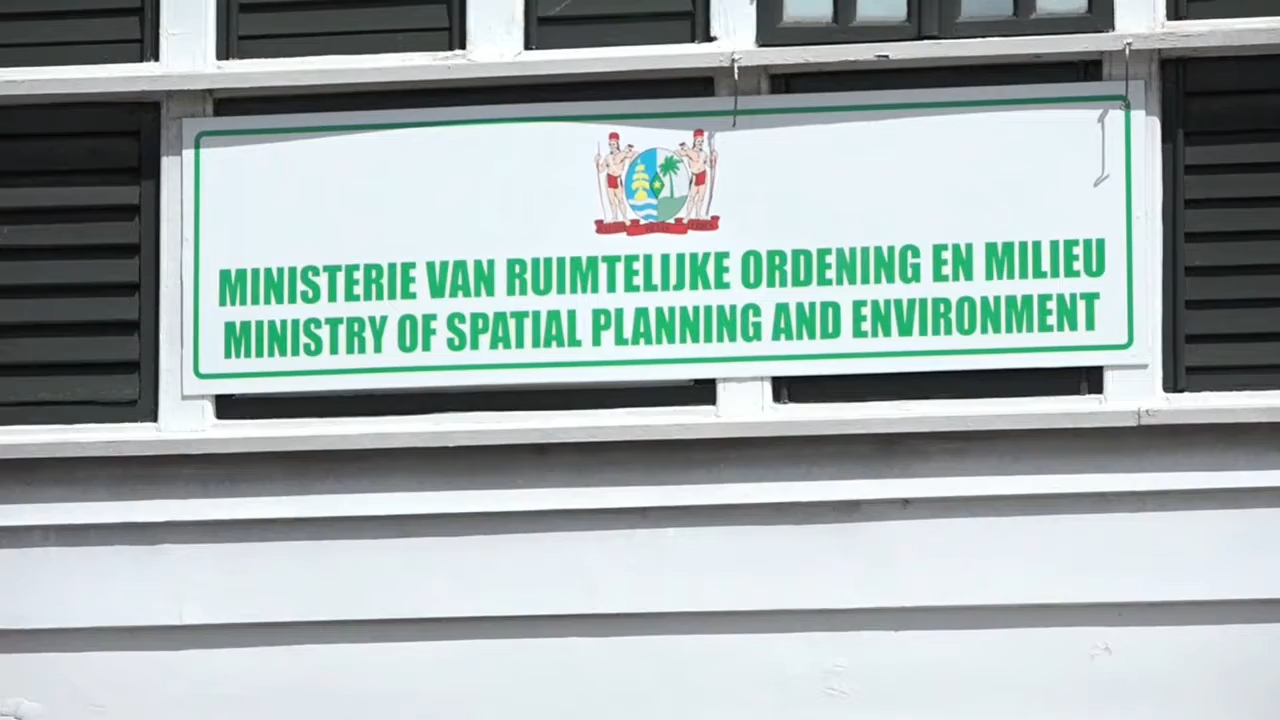 MINISTERIE VAN RUIMTELIJKE ORDENING EN MILIEU
MINISTRY OF SPATIAL PLANNING AND ENVIRONMENT